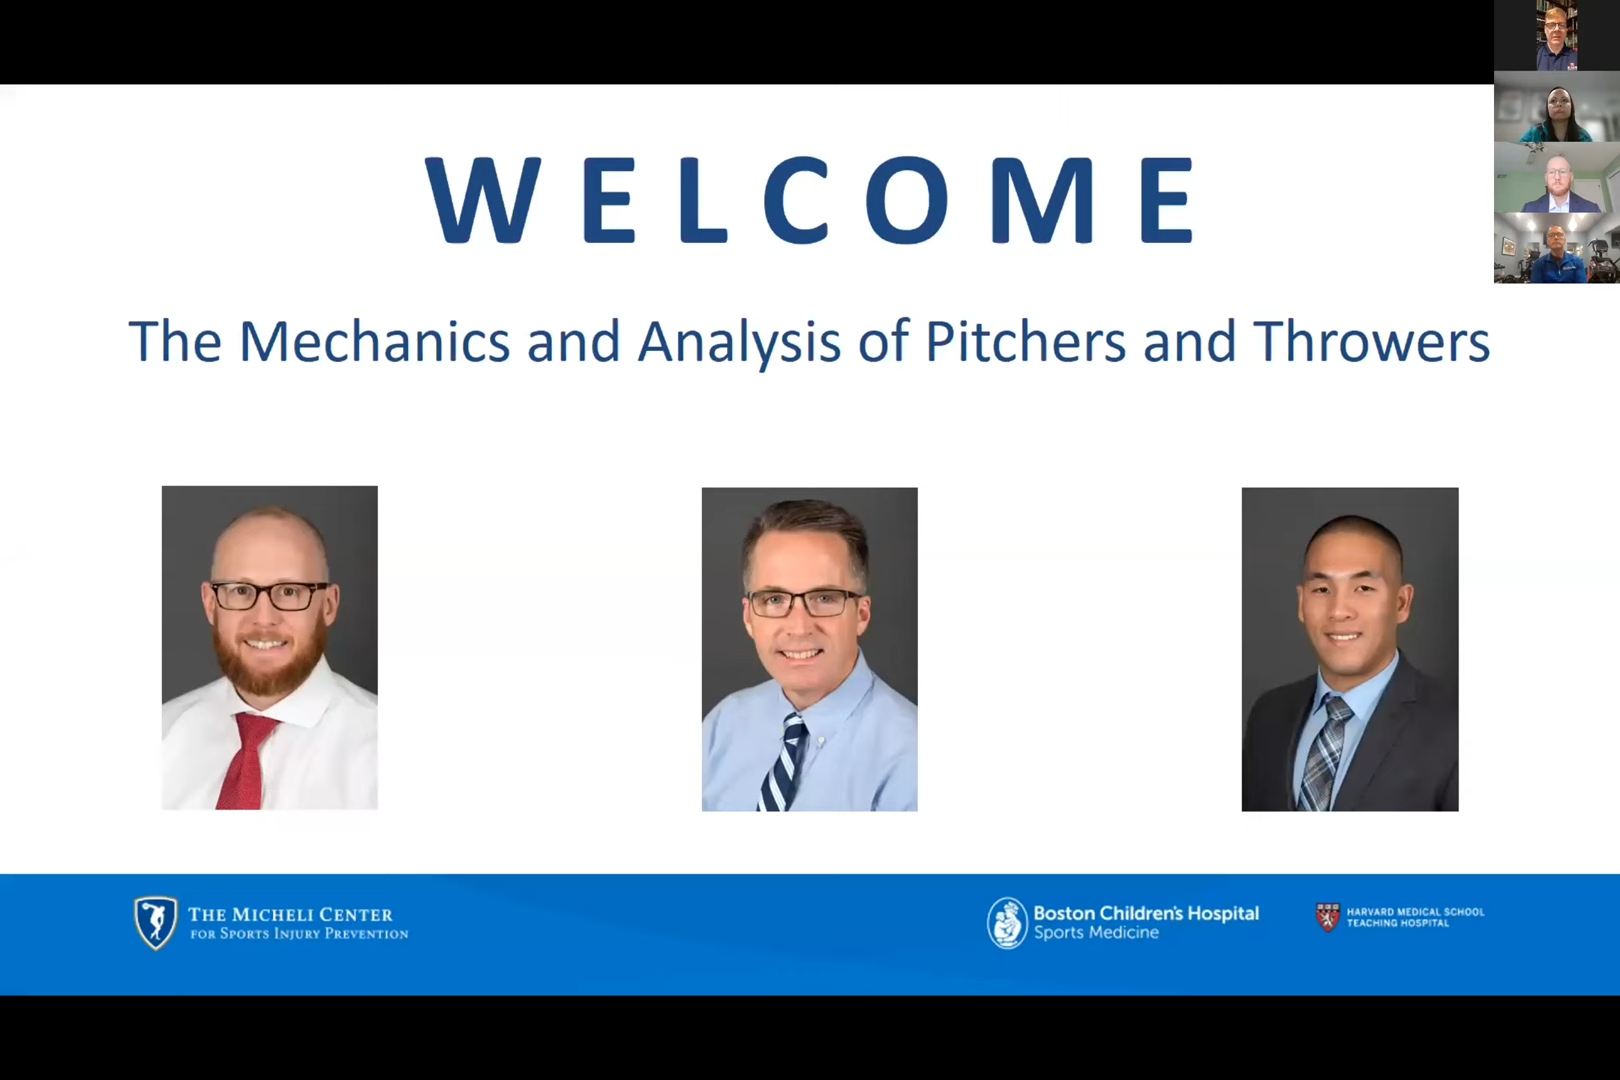 WELCOME
The Mechanics and Analysis of Pitchers and Throwers
THE MICHELI CENTER
FOR SPORTS INJURY PREVENTION
Boston Children's Hospital
Sports Medicine
HARVARD MEDICAL SCHOOL
TEACHING HOSPITAL